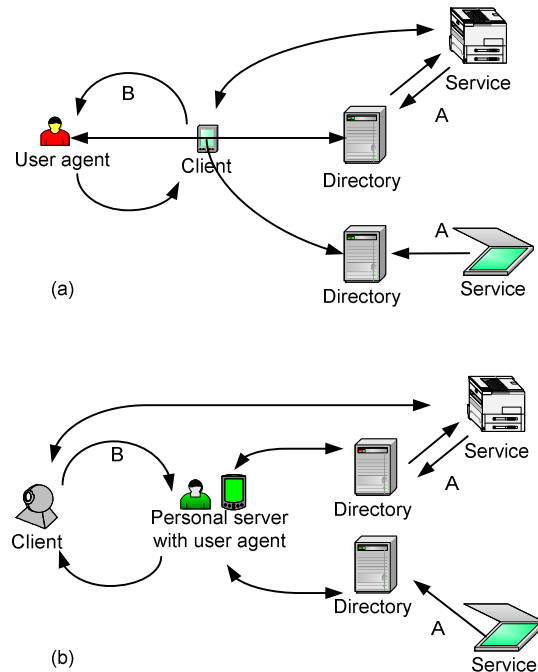 Service
B
A
User agent
Client
Directory
A
Directory
Service
(a)
Service
B
A
Client
Personal server
with user agent
Directory
Directory
A
Service
(b)